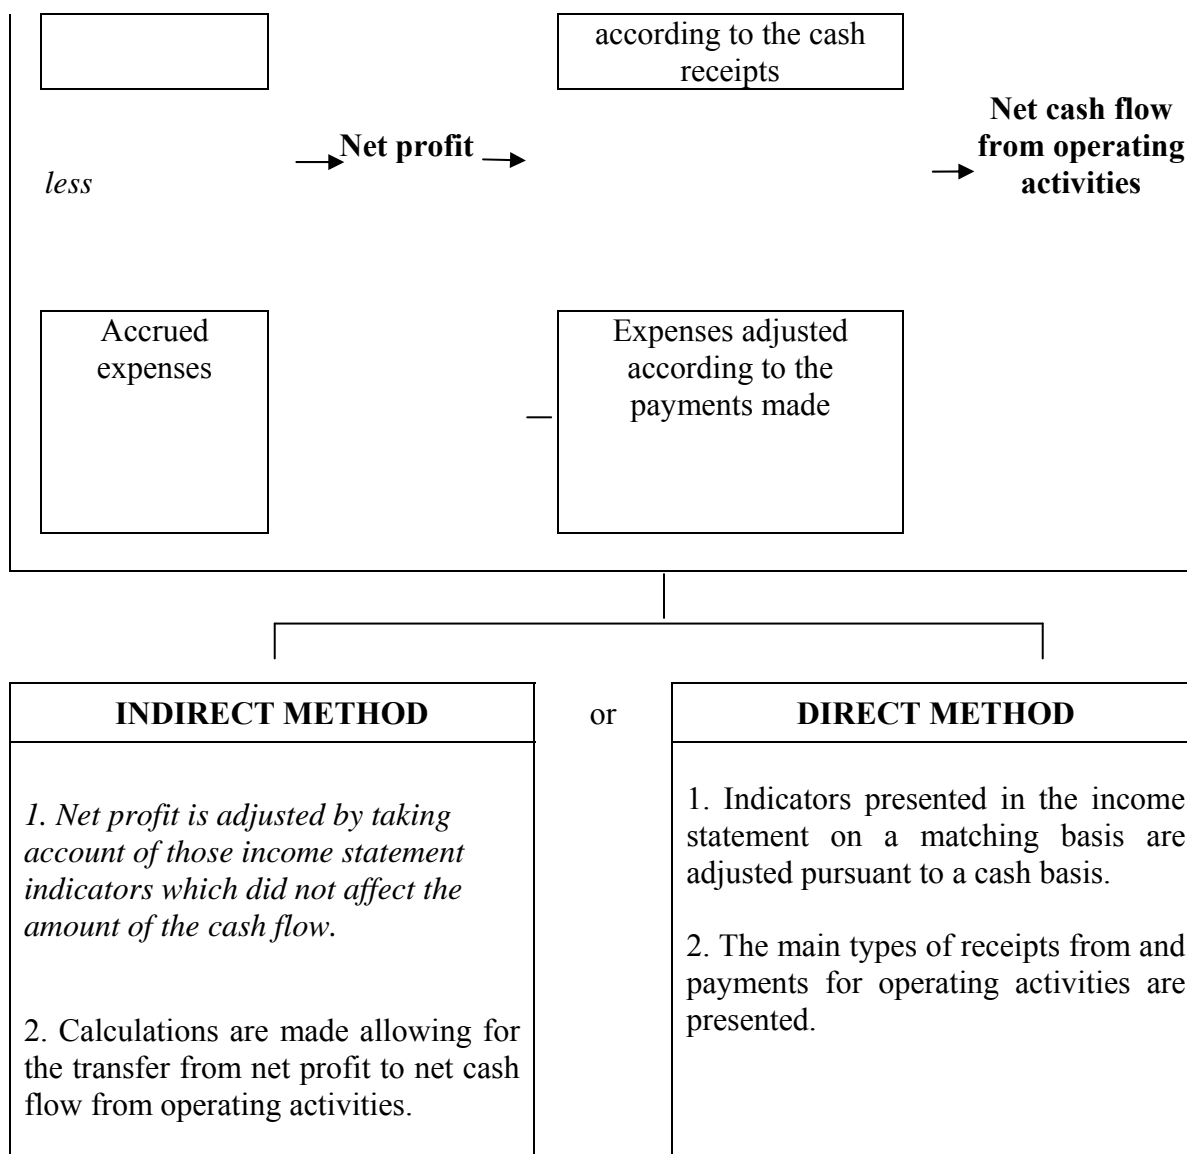 according to the cash
receipts
Net cash flow
from operating
activities
Net profit
less
Accrued
expenses
Expenses adjusted
according to the
payments made
INDIRECT METHOD
or
DIRECT METHOD
1. Net profit is adjusted by taking
account of those income statement
indicators which did not affect the
amount of the cash flow.
2. Calculations are made allowing for
the transfer from net profit to net cash
flow from operating activities.
1. Indicators presented in the income
statement on a matching basis are
adjusted pursuant to a cash basis.
2. The main types of receipts from and
payments for operating activities are
presented.